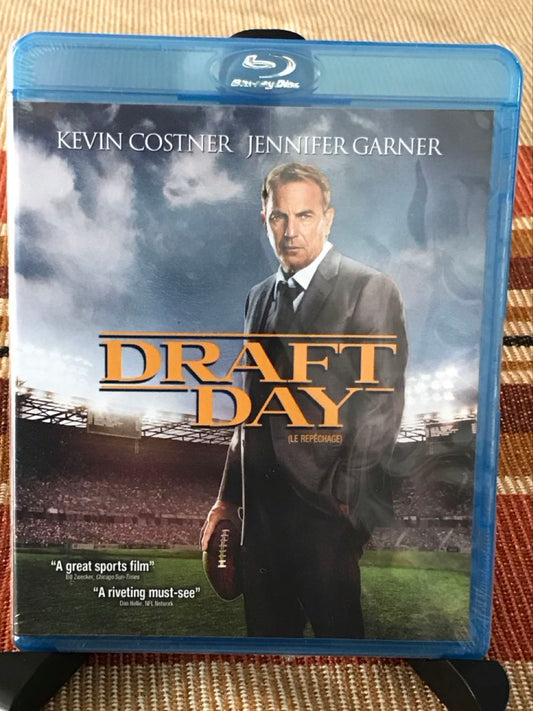 Blu-ray Disc
KEVIN COSTNER JENNIFER GARNER
DRAFT
DAY
(LE REPÊCHAGE)
"A great sports film"
Bill Zwecker, Chicago Sun-Times
"A riveting must-see"
Dan Hellie, NFL Network